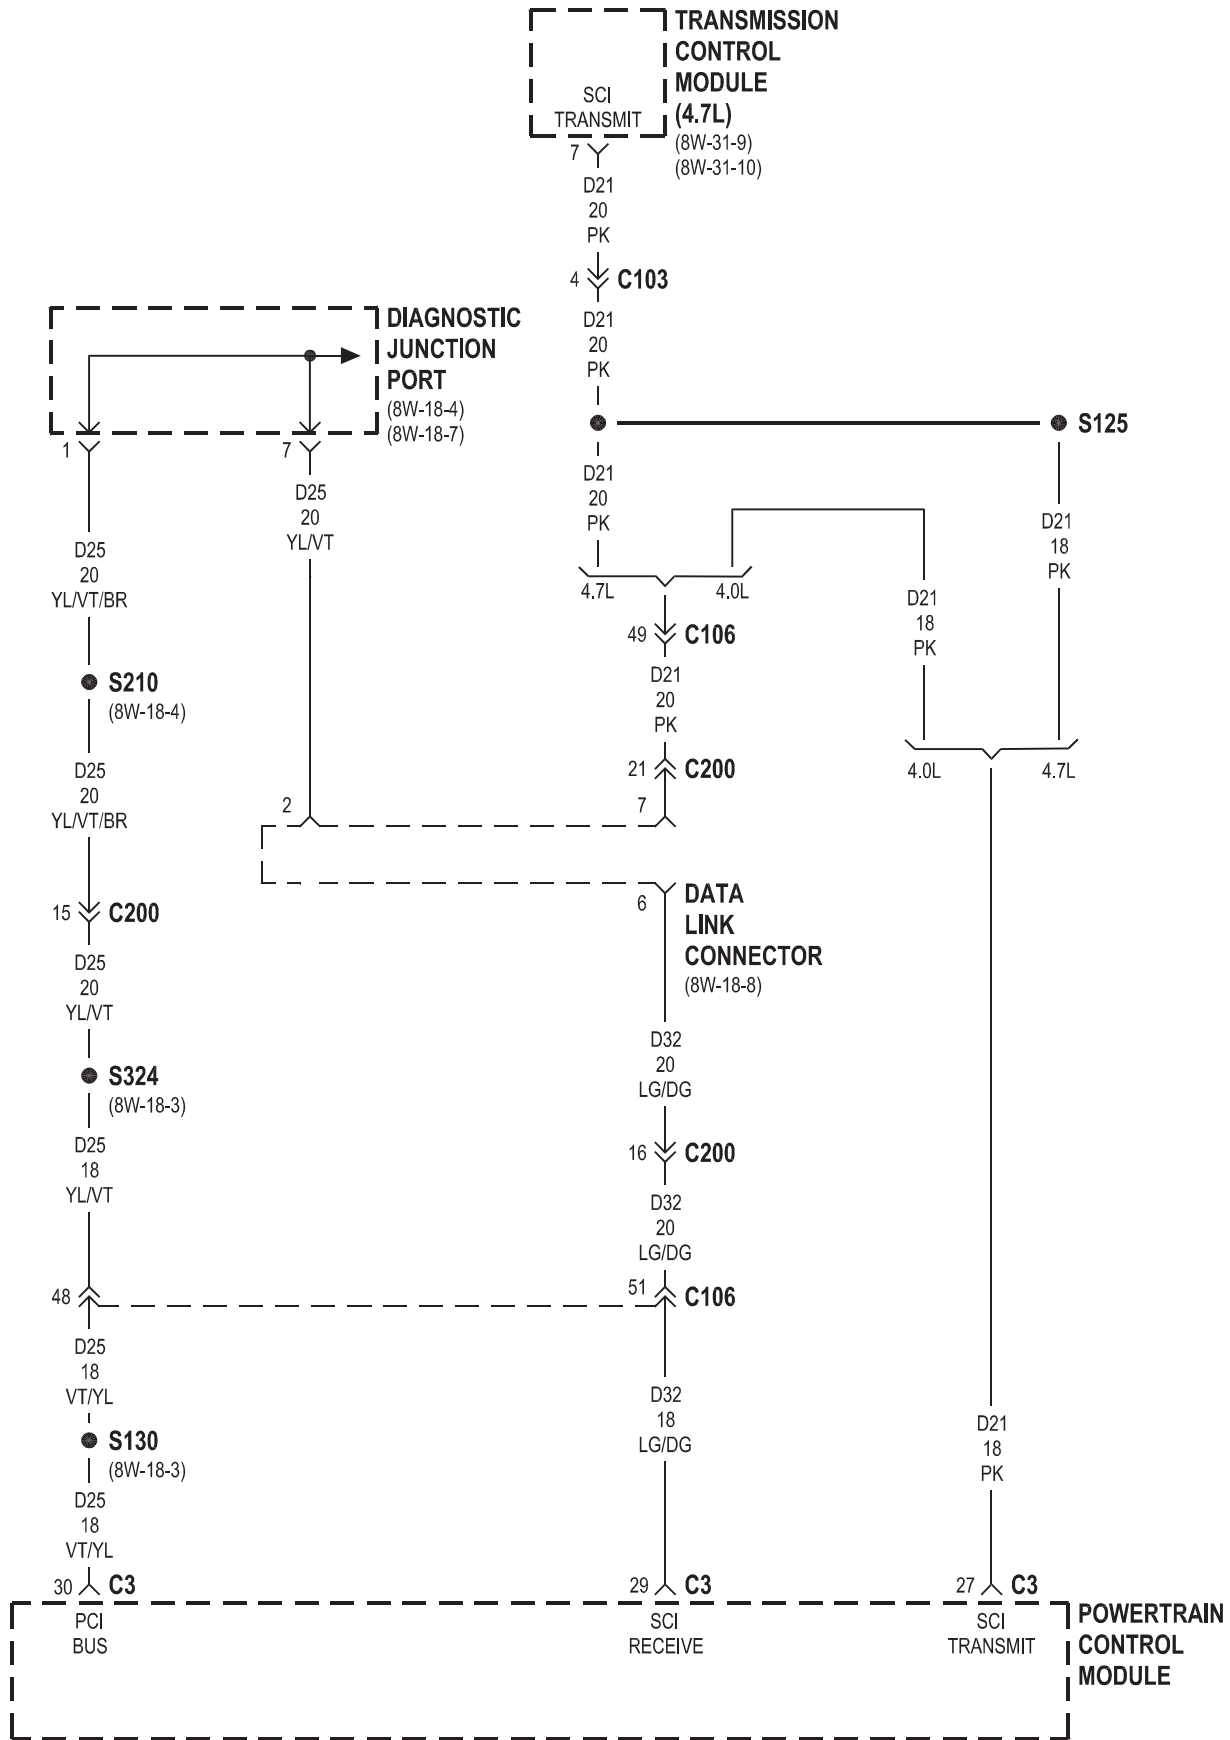 TRANSMISSION
CONTROL
MODULE
(4.7L)
(8W-31-9)
(8W-31-10)
SCI
TRANSMIT
7
D21
20
PK
4
C103
D21
20
PK
DIAGNOSTIC
JUNCTION
PORT
(8W-18-4)
(8W-18-7)
1
7
S125
D21
20
PK
D25
20
YL/VT
D21
18
PK
D25
20
YL/VT/BR
4.7L
4.0L
D21
18
PK
49
C106
D21
20
PK
S210
(8W-18-4)
D25
20
YL/VT/BR
21
C200
4.0L
4.7L
2
7
6
DATA
LINK
CONNECTOR
(8W-18-8)
15
C200
D25
20
YL/VT
D32
20
LG/DG
S324
(8W-18-3)
D25
18
YL/VT
16
C200
D32
20
LG/DG
48
51
C106
D25
18
VT/YL
D32
18
LG/DG
D21
18
PK
S130
(8W-18-3)
D25
18
VT/YL
30
C3
29
C3
27
C3
PCI
BUS
SCI
RECEIVE
SCI
TRANSMIT
POWERTRAIN
CONTROL
MODULE